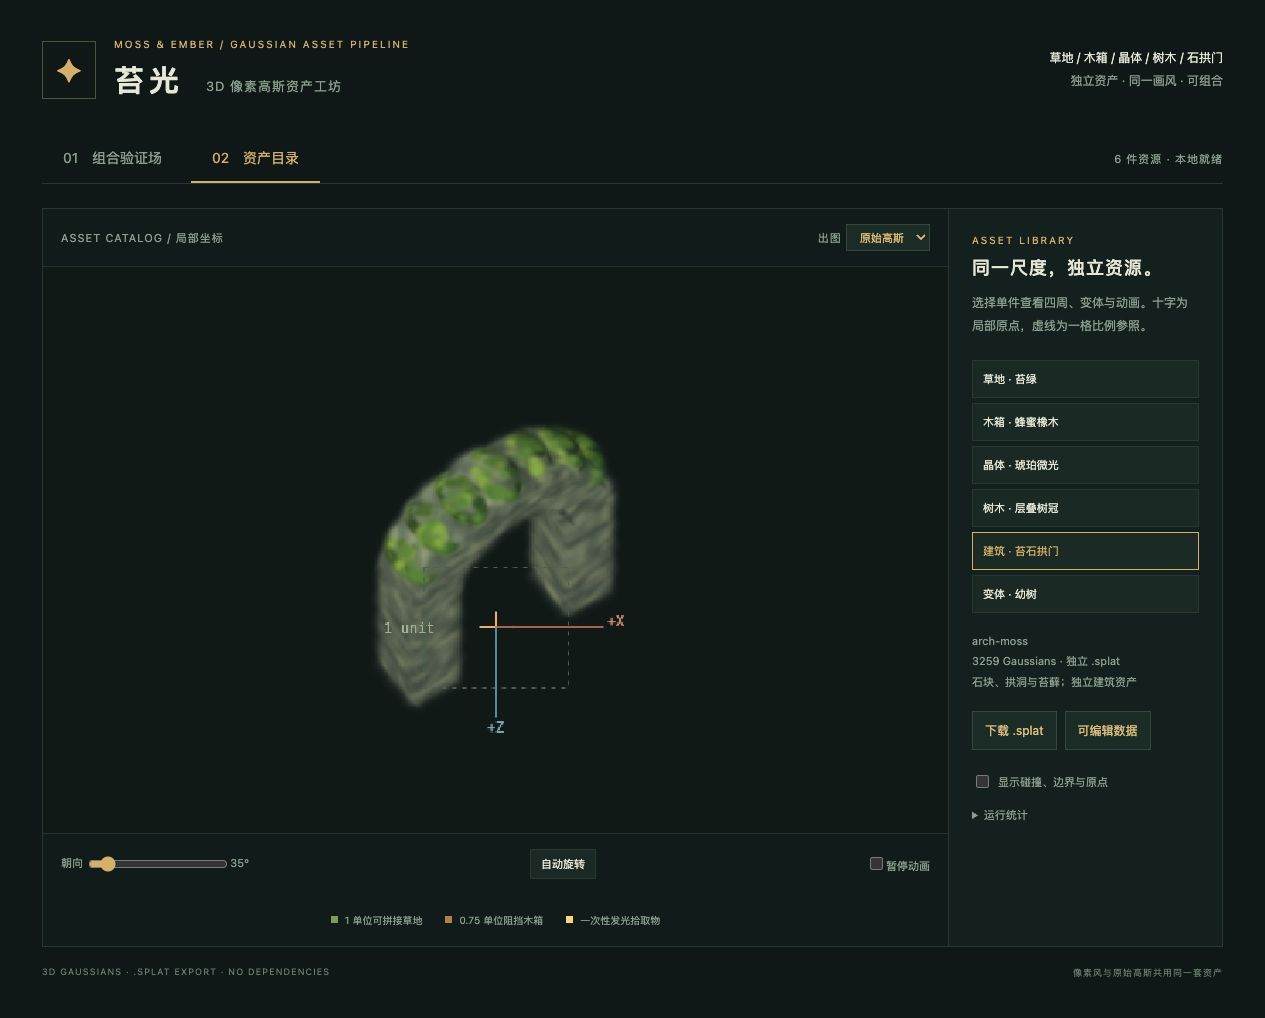 MOSS & EMBER / GAUSSIAN ASSET PIPELINE
苔光 3D 像素高斯资产工坊
草地 / 木箱 / 晶体 / 树木 / 石拱门
独立资产 · 同一画风 · 可组合
01 组合验证场 02 资产目录
6 件资源 · 本地就绪
ASSET CATALOG / 局部坐标
出图 原始高斯
1 unit
+X
+Z
朝向 35°
自动旋转
暂停动画
1 单位可拼接草地 0.75 单位阻挡木箱 一次性发光拾取物
ASSET LIBRARY
同一尺度，独立资源。
选择单件查看四周、变体与动画。十字为
局部原点，虚线为一格比例参照。
草地 · 苔绿
木箱 · 蜂蜜橡木
晶体 · 琥珀微光
树木 · 层叠树冠
建筑 · 苔石拱门
变体 · 幼树
arch-moss
3259 Gaussians · 独立 .splat
石块、拱洞与苔藓；独立建筑资产
下载 .splat 可编辑数据
显示碰撞、边界与原点
运行统计
3D GAUSSIANS · .SPLAT EXPORT · NO DEPENDENCIES
像素风与原始高斯共用同一套资产